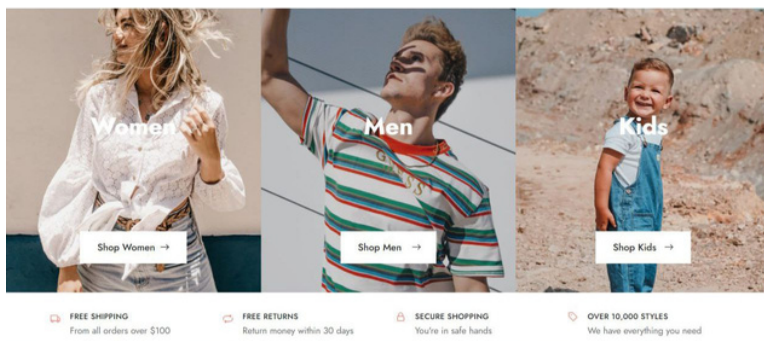 Women
Men
Kids
GUESS
Shop Women →
Shop Men →
Shop Kids →
FREE SHIPPING
From all orders over $100
FREE RETURNS
Return money within 30 days
SECURE SHOPPING
You're in safe hands
OVER 10,000 STYLES
We have everything you need